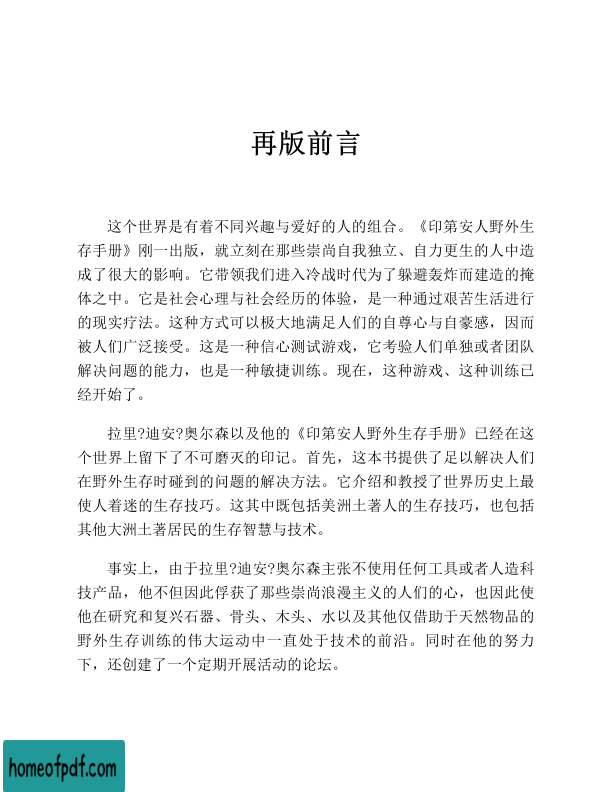 再版前言
这个世界是有着不同兴趣与爱好的人的组合。《印第安人野外生
存手册》刚一出版，就立刻在那些崇尚自我独立、自力更生的人中造
成了很大的影响。它带领我们进入冷战时代为了躲避轰炸而建造的掩
体之中。它是社会心理与社会经历的体验，是一种通过艰苦生活进行
的现实疗法。这种方式可以极大地满足人们的自尊心与自豪感，因而
被人们广泛接受。这是一种信心测试游戏，它考验人们单独或者团队
解决问题的能力，也是一种敏捷训练。现在，这种游戏、这种训练已
经开始了。
拉里?迪安?奥尔森以及他的《印第安人野外生存手册》已经在这
个世界上留下了不可磨灭的印记。首先，这本书提供了足以解决人们
在野外生存时碰到的问题的解决方法。它介绍和教授了世界历史上最
使人着迷的生存技巧。这其中既包括美洲土著人的生存技巧，也包括
其他大洲土著居民的生存智慧与技术。
事实上，由于拉里?迪安?奥尔森主张不使用任何工具或者人造科
技产品，他不但因此俘获了那些崇尚浪漫主义的人们的心，也因此使
他在研究和复兴石器、骨头、木头、水以及其他仅借助于天然物品的
野外生存训练的伟大运动中一直处于技术的前沿。同时在他的努力
下，还创建了一个定期开展活动的论坛。
homeofpdf.com